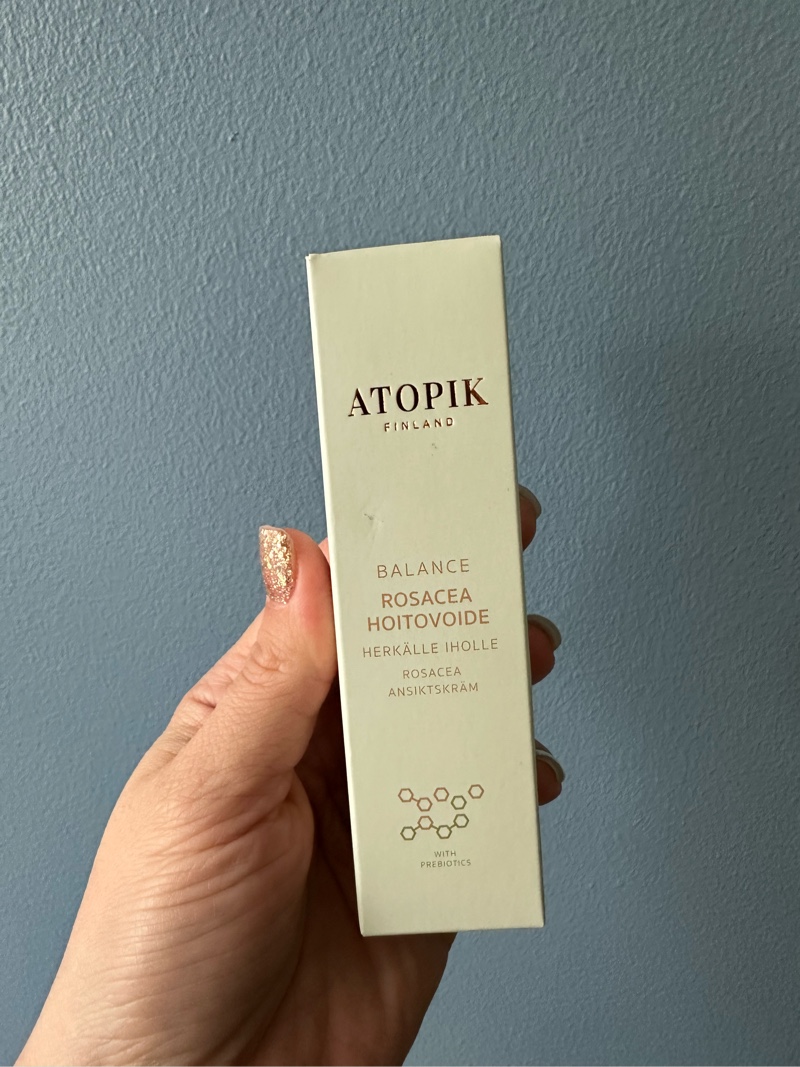 ATOPIK
FINLAND
BALANCE
ROSACEA
HOITOVOIDE
HERKÄLLE IHOLLE
ROSACEA
ANSIKTSKRÄM
WITH
PREBIOTICS